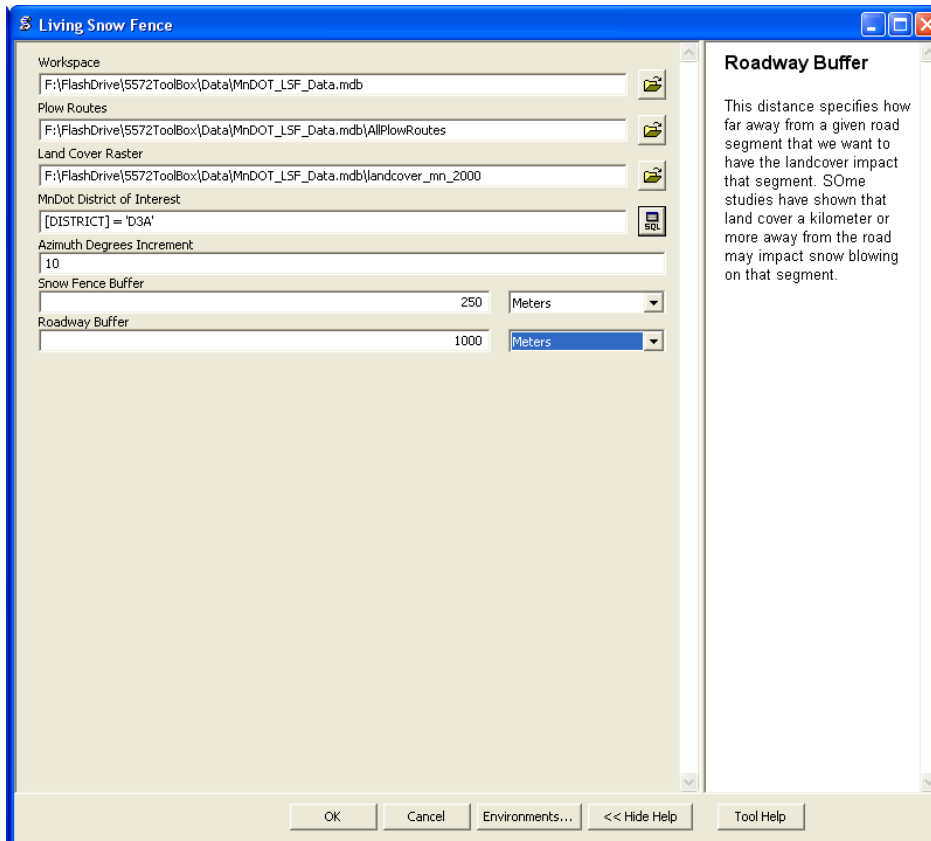 Living Snow Fence
Workspace
F:\FlashDrive\5572ToolBox\Data\MnDOT_LSF_Data.mdb
Plow Routes
F:\FlashDrive\5572ToolBox\Data\MnDOT_LSF_Data.mdb\AllPlowRoutes
Land Cover Raster
F:\FlashDrive\5572ToolBox\Data\MnDOT_LSF_Data.mdb\landcover_mn_2000
MnDot District of Interest
[DISTRICT] = 'D3A'
SQL
Azimuth Degrees Increment
10
Snow Fence Buffer
250 Meters
Roadway Buffer
1000 Meters
Roadway Buffer
This distance specifies how
far away from a given road
segment that we want to
have the landcover impact
that segment. SOme
studies have shown that
land cover a kilometer or
more away from the road
may impact snow blowing
on that segment.
OK Cancel Environments... << Hide Help Tool Help